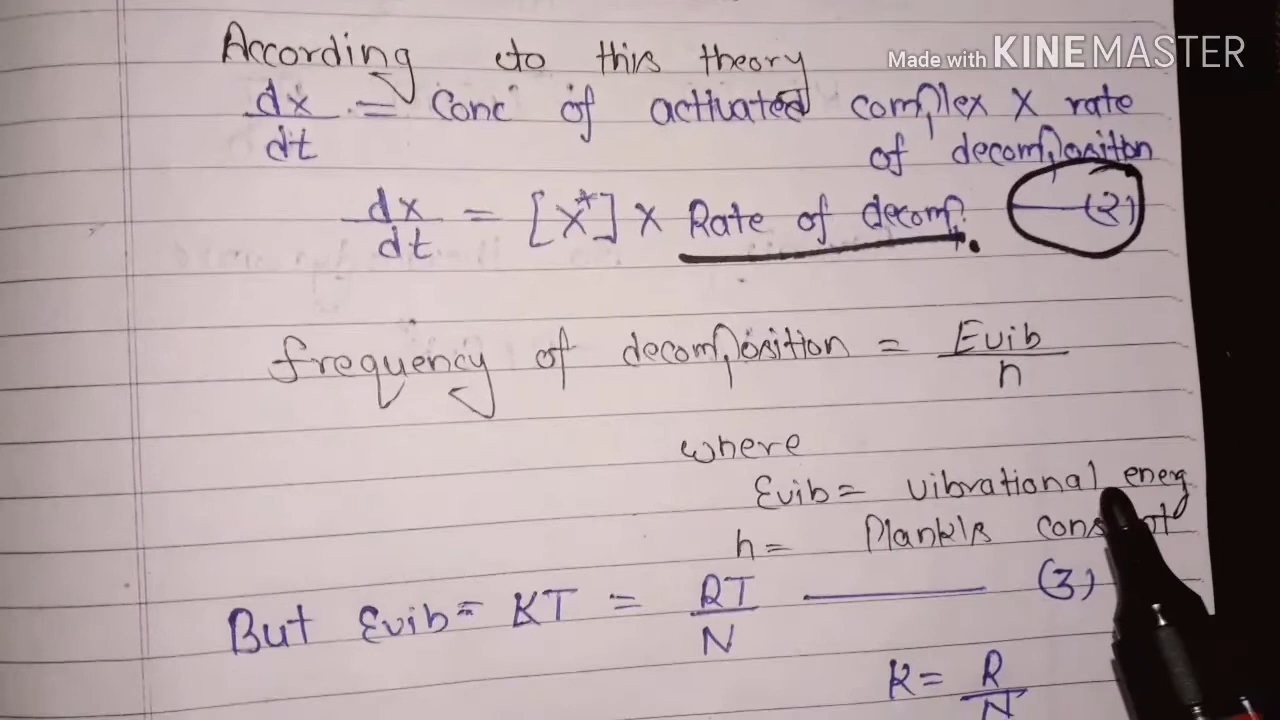 According to this theory
Made with KINEMASTER
dx/dt = Conc of activated complex X rate
of decomposition
dx/dt = [X*] X Rate of decomp. —(2)
frequency of decomposition = Evib/h
where
Evib = vibrational energ
h = Plank's const
But Evib = KT = RT/N —— (3)
K = R/N